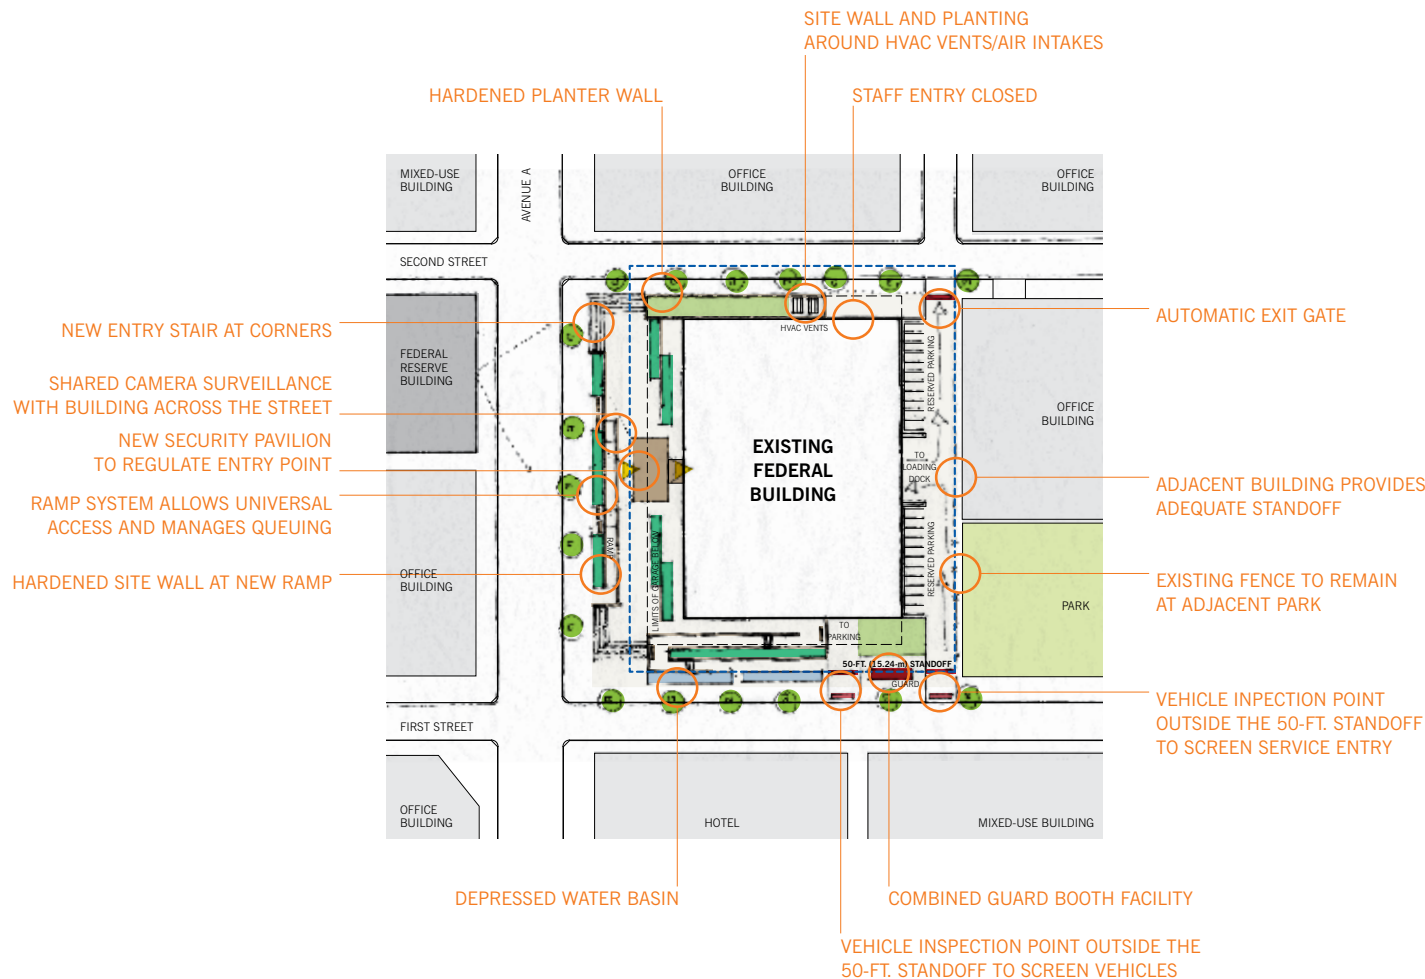 SITE WALL AND PLANTING
AROUND HVAC VENTS/AIR INTAKES
HARDENED PLANTER WALL
STAFF ENTRY CLOSED
MIXED-USE
BUILDING
AVENUE A
OFFICE
BUILDING
OFFICE
BUILDING
SECOND STREET
NEW ENTRY STAIR AT CORNERS
SHARED CAMERA SURVEILLANCE
WITH BUILDING ACROSS THE STREET
NEW SECURITY PAVILION
TO REGULATE ENTRY POINT
RAMP SYSTEM ALLOWS UNIVERSAL
ACCESS AND MANAGES QUEUING
HARDENED SITE WALL AT NEW RAMP
FEDERAL
RESERVE
BUILDING
OFFICE
BUILDING
HVAC VENTS
RESERVED PARKING
EXISTING
FEDERAL
BUILDING
TO
LOADING
DOCK
RESERVED PARKING
RAMP
LIMITS OF GARAGE BELOW
TO
PARKING
50-FT. (15.24-m) STANDOFF
GUARD
OFFICE
BUILDING
PARK
AUTOMATIC EXIT GATE
ADJACENT BUILDING PROVIDES
ADEQUATE STANDOFF
EXISTING FENCE TO REMAIN
AT ADJACENT PARK
VEHICLE INSPECTION POINT
OUTSIDE THE 50-FT. STANDOFF
TO SCREEN SERVICE ENTRY
FIRST STREET
OFFICE
BUILDING
HOTEL
MIXED-USE BUILDING
DEPRESSED WATER BASIN
COMBINED GUARD BOOTH FACILITY
VEHICLE INSPECTION POINT OUTSIDE THE
50-FT. STANDOFF TO SCREEN VEHICLES